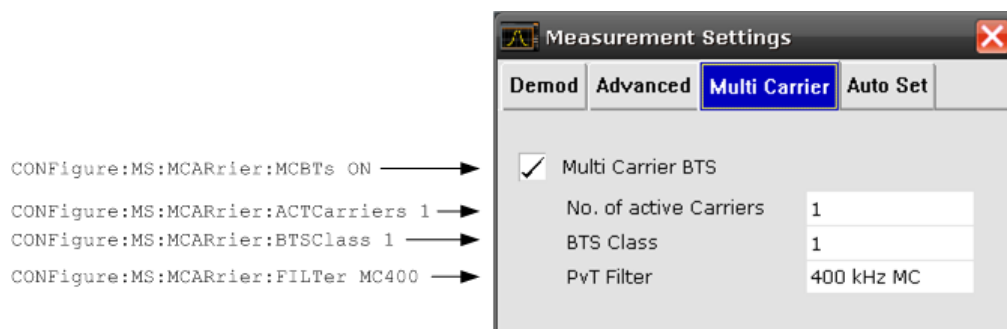 Measurement Settings
Demod Advanced Multi Carrier Auto Set
CONFigure:MS:MCARrier:MCBTs ON Multi Carrier BTS
CONFigure:MS:MCARrier:ACTCarriers 1 No. of active Carriers 1
CONFigure:MS:MCARrier:BTSClass 1 BTS Class 1
CONFigure:MS:MCARrier:FILTer MC400 PvT Filter 400 kHz MC